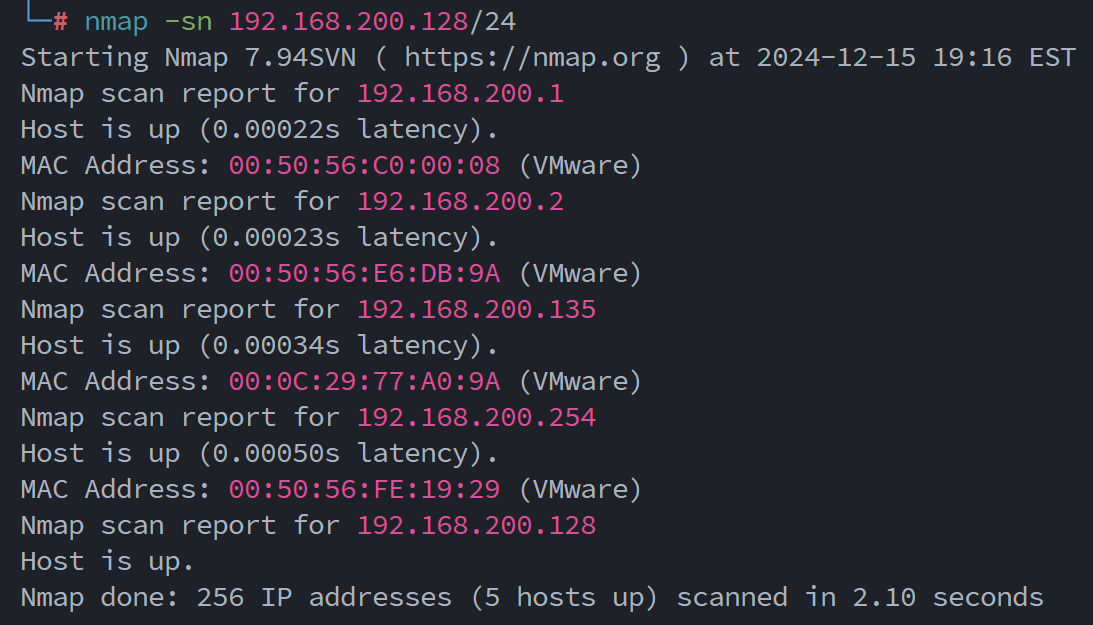 └─# nmap -sn 192.168.200.128/24
Starting Nmap 7.94SVN ( https://nmap.org ) at 2024-12-15 19:16 EST
Nmap scan report for 192.168.200.1
Host is up (0.00022s latency).
MAC Address: 00:50:56:C0:00:08 (VMware)
Nmap scan report for 192.168.200.2
Host is up (0.00023s latency).
MAC Address: 00:50:56:E6:DB:9A (VMware)
Nmap scan report for 192.168.200.135
Host is up (0.00034s latency).
MAC Address: 00:0C:29:77:A0:9A (VMware)
Nmap scan report for 192.168.200.254
Host is up (0.00050s latency).
MAC Address: 00:50:56:FE:19:29 (VMware)
Nmap scan report for 192.168.200.128
Host is up.
Nmap done: 256 IP addresses (5 hosts up) scanned in 2.10 seconds